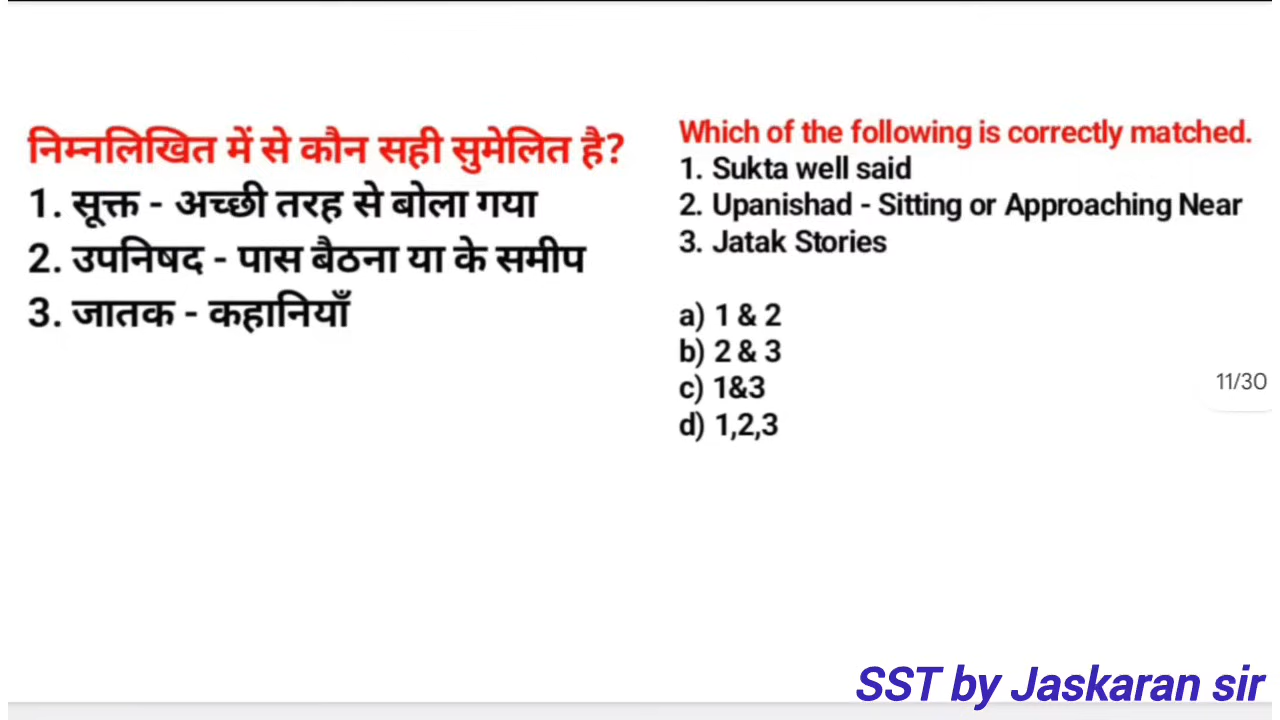 निम्नलिखित में से कौन सही सुमेलित है?
1. सूक्त - अच्छी तरह से बोला गया
2. उपनिषद - पास बैठना या के समीप
3. जातक - कहानियाँ
Which of the following is correctly matched.
1. Sukta well said
2. Upanishad - Sitting or Approaching Near
3. Jatak Stories
a) 1 & 2
b) 2 & 3
c) 1&3
d) 1,2,3
11/30
SST by Jaskaran sir